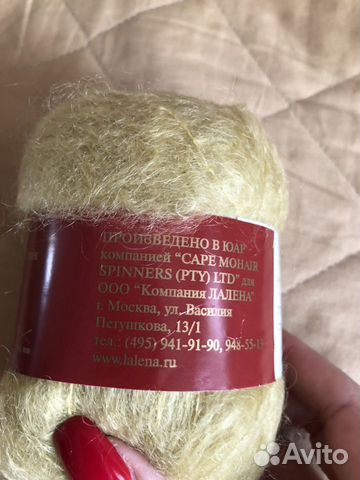 ПРОИЗВЕДЕНО В ЮАР
компанией "CAPE MOHAIR
SPINNERS (PTY) LTD" для
ООО "Компания ЛАЛЕНА"
г. Москва, ул. Василия
Петушкова, 13/1
тел.: (495) 941-91-90, 948-55-13
www.lalena.ru
Avito